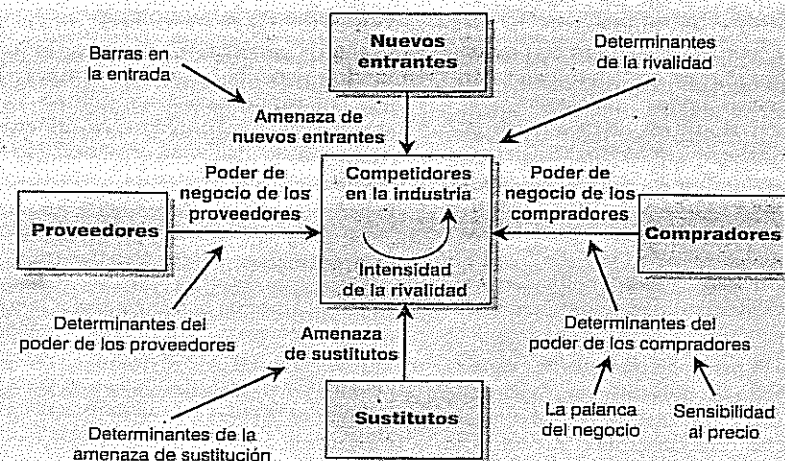 Barras en
la entrada
Nuevos
entrantes
Determinantes
de la rivalidad
Amenaza de
nuevos entrantes
Poder de
negocio de los
proveedores
Competidores
en la industria
Poder de
negocio de los
compradores
Proveedores
Compradores
Intensidad
de la rivalidad
Determinantes del
poder de los proveedores
Amenaza
de sustitutos
Determinantes del
poder de los compradores
Sustitutos
La palanca
del negocio
Sensibilidad
al precio
Determinantes de la
amenaza de sustitución